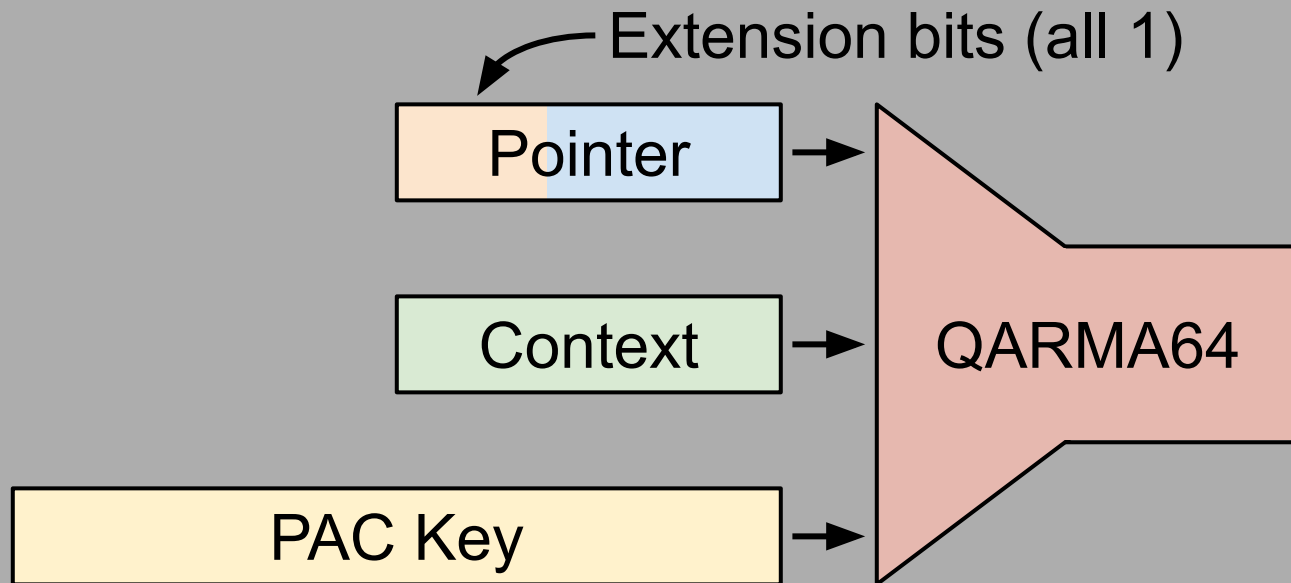 Extension bits (all 1)
Pointer
Context
QARMA64
PAC Key